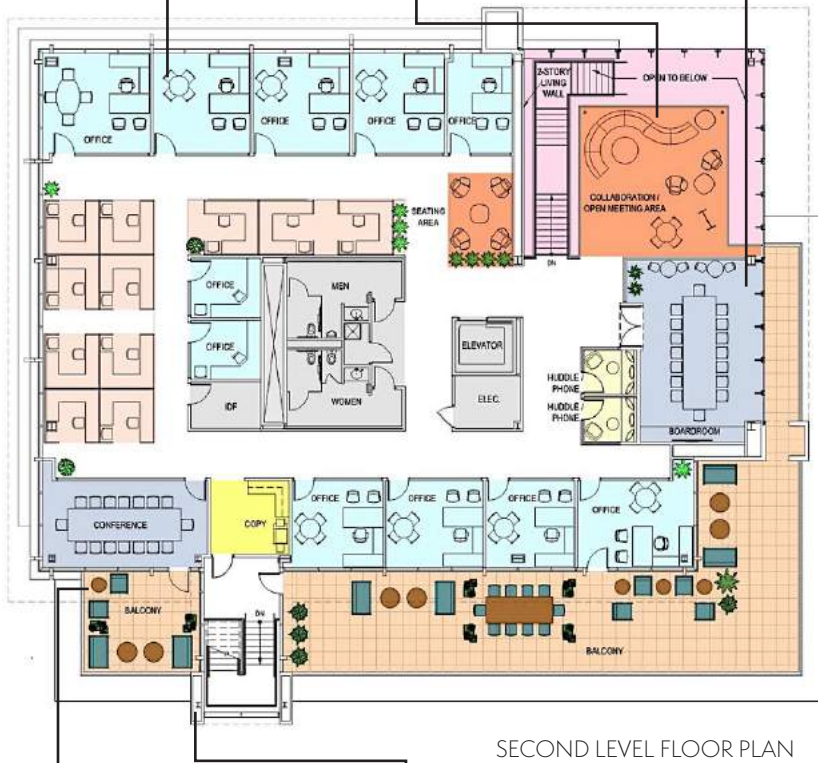 2-STORY
LIVING
WALL
OPEN TO BELOW
OFFICE
OFFICE
OFFICE
OFFICE
OFFICE
COLLABORATION /
OPEN MEETING AREA
SEATING
AREA
DN
OFFICE
MEN
OFFICE
ELEVATOR
IDF
WOMEN
ELEC.
HUDDLE /
PHONE
HUDDLE /
PHONE
BOARDROOM
CONFERENCE
COPY
OFFICE
OFFICE
OFFICE
OFFICE
BALCONY
DN
BALCONY
SECOND LEVEL FLOOR PLAN